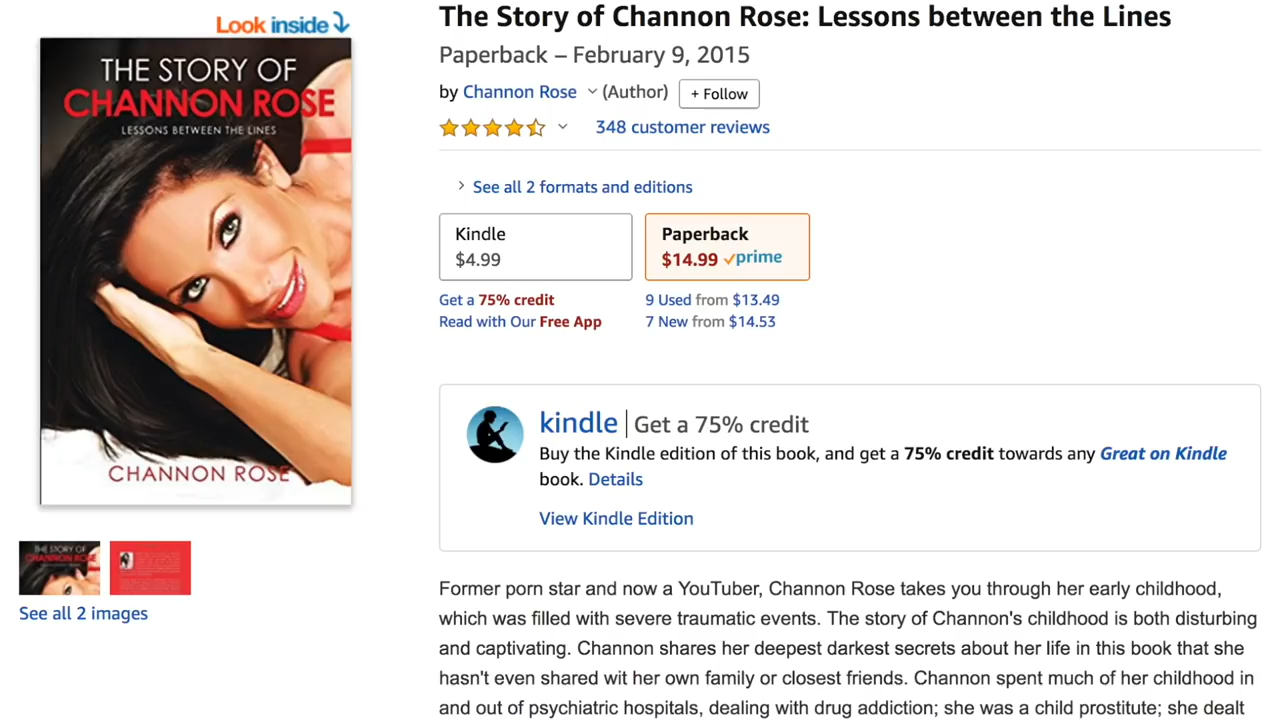 Look inside
THE STORY OF
CHANNON ROSE
LESSONS BETWEEN THE LINES
CHANNON ROSE
THE STORY OF
CHANNON ROSE
See all 2 images
The Story of Channon Rose: Lessons between the Lines
Paperback – February 9, 2015
by Channon Rose (Author) + Follow
348 customer reviews
See all 2 formats and editions
Kindle
$4.99
Paperback
$14.99 prime
Get a 75% credit
Read with Our Free App
9 Used from $13.49
7 New from $14.53
kindle | Get a 75% credit
Buy the Kindle edition of this book, and get a 75% credit towards any Great on Kindle
book. Details
View Kindle Edition
Former porn star and now a YouTuber, Channon Rose takes you through her early childhood,
which was filled with severe traumatic events. The story of Channon's childhood is both disturbing
and captivating. Channon shares her deepest darkest secrets about her life in this book that she
hasn't even shared wit her own family or closest friends. Channon spent much of her childhood in
and out of psychiatric hospitals, dealing with drug addiction; she was a child prostitute; she dealt